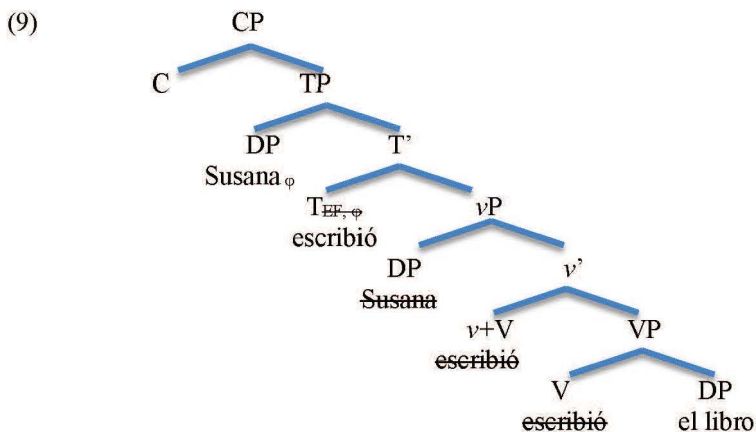 (9)
CP
C TP
DP T’
Susana φ
T EF, φ vP
escribió
DP v’
Susana
v+V VP
escribió
V DP
escribió el libro